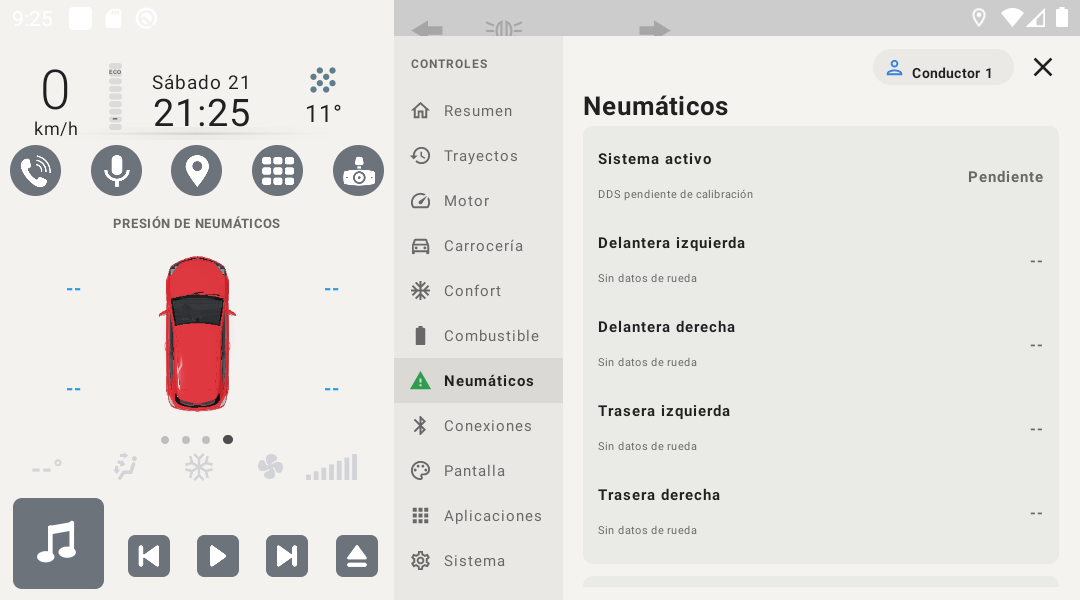 9:25
0
km/h
ECO
Sábado 21
21:25
11°
PRESIÓN DE NEUMÁTICOS
-- --
-- --
--°
CONTROLES
Resumen
Trayectos
Motor
Carrocería
Confort
Combustible
Neumáticos
Conexiones
Pantalla
Aplicaciones
Sistema
Conductor 1
Neumáticos
Sistema activo
DDS pendiente de calibración
Pendiente
Delantera izquierda
Sin datos de rueda
--
Delantera derecha
Sin datos de rueda
--
Trasera izquierda
Sin datos de rueda
--
Trasera derecha
Sin datos de rueda
--